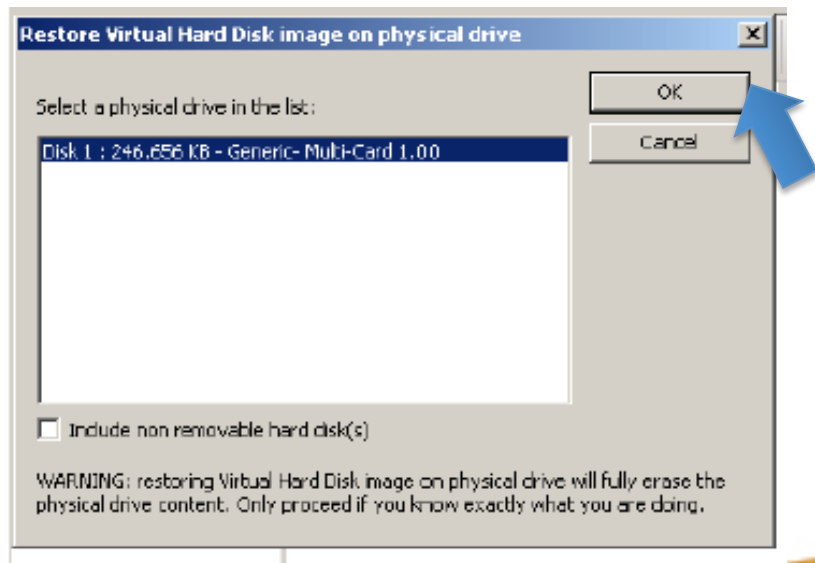 Restore Virtual Hard Disk image on physical drive
Select a physical drive in the list:
OK
Disk 1 : 246.656 KB - Generic- Multi-Card 1.00
Cancel
Include non removable hard disk(s)
WARNING: restoring Virtual Hard Disk image on physical drive will fully erase the
physical drive content. Only proceed if you know exactly what you are doing.